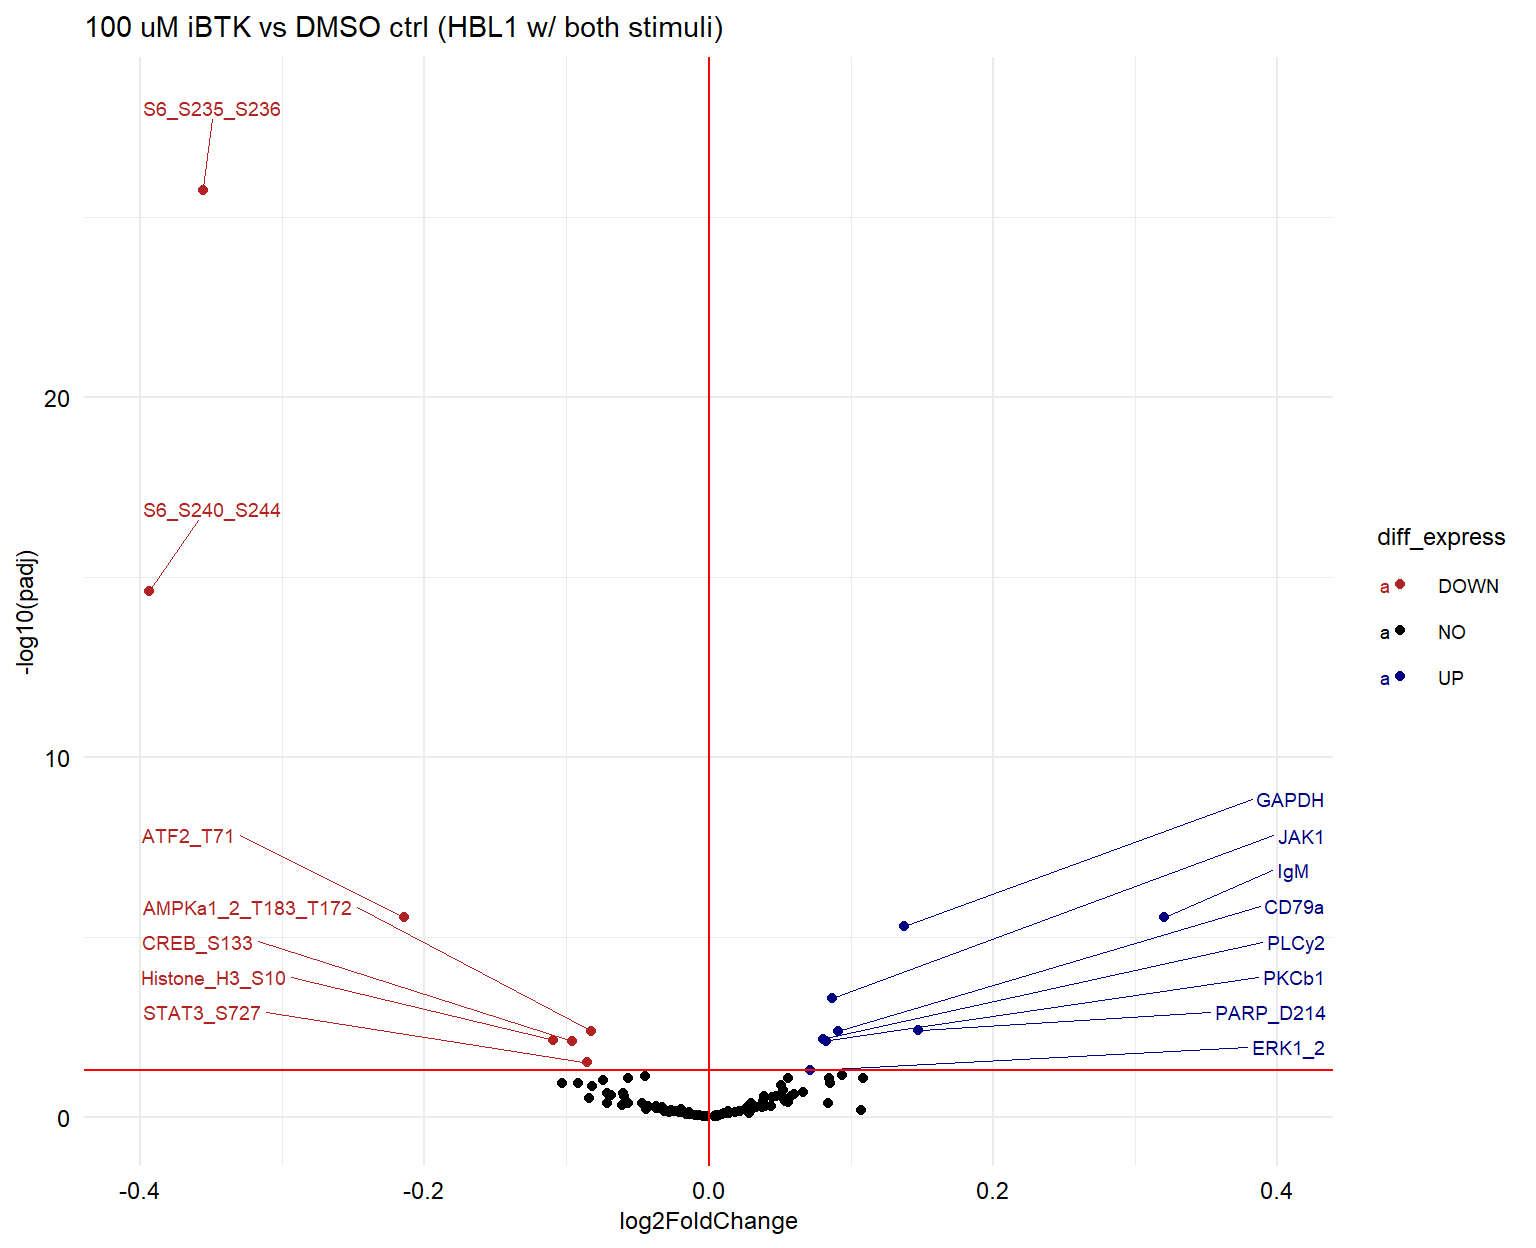 100 uM iBTK vs DMSO ctrl (HBL1 w/ both stimuli)
S6_S235_S236
20
S6_S240_S244
-log10(padj)
diff_express
a DOWN
a NO
a UP
10
GAPDH
ATF2_T71
JAK1
IgM
AMPKa1_2_T183_T172
CD79a
CREB_S133
PLCy2
Histone_H3_S10
PKCb1
STAT3_S727
PARP_D214
ERK1_2
0
-0.4
-0.2
0.0
0.2
0.4
log2FoldChange